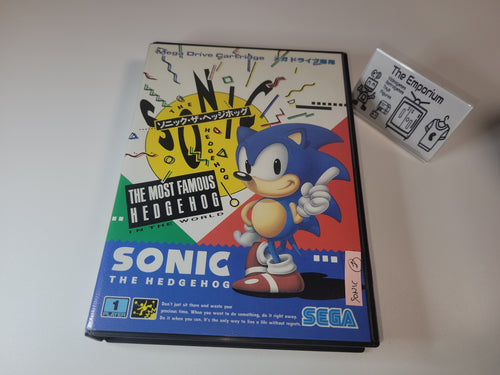 Mega Drive Cartridge メガドライブ専用
THE
SONIC
ソニック・ザ・ヘッジホッグ
HEDGEHOG
THE MOST FAMOUS
HEDGEHOG
IN THE WORLD
SONIC
THE HEDGEHOG
1
PLAYER
Don't just sit there and waste your
precious time. When you want to do something, do it right away.
Do it when you can. It's the only way to live a life without regrets.
SEGA
SONIC
The Emporium
Videogames
Toys